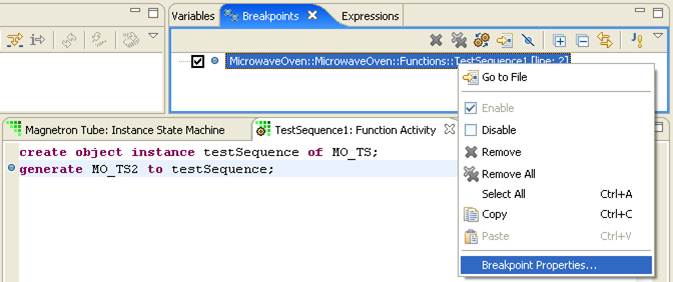 Variables
Breakpoints
Expressions
MicrowaveOven::MicrowaveOven::Functions::TestSequence1 [line: 2]
Go to File
Enable
Disable
Remove
Remove All
Select All Ctrl+A
Copy Ctrl+C
Paste Ctrl+V
Breakpoint Properties...
Magnetron Tube: Instance State Machine
TestSequence1: Function Activity
create object instance testSequence of MO_TS;
generate MO_TS2 to testSequence;